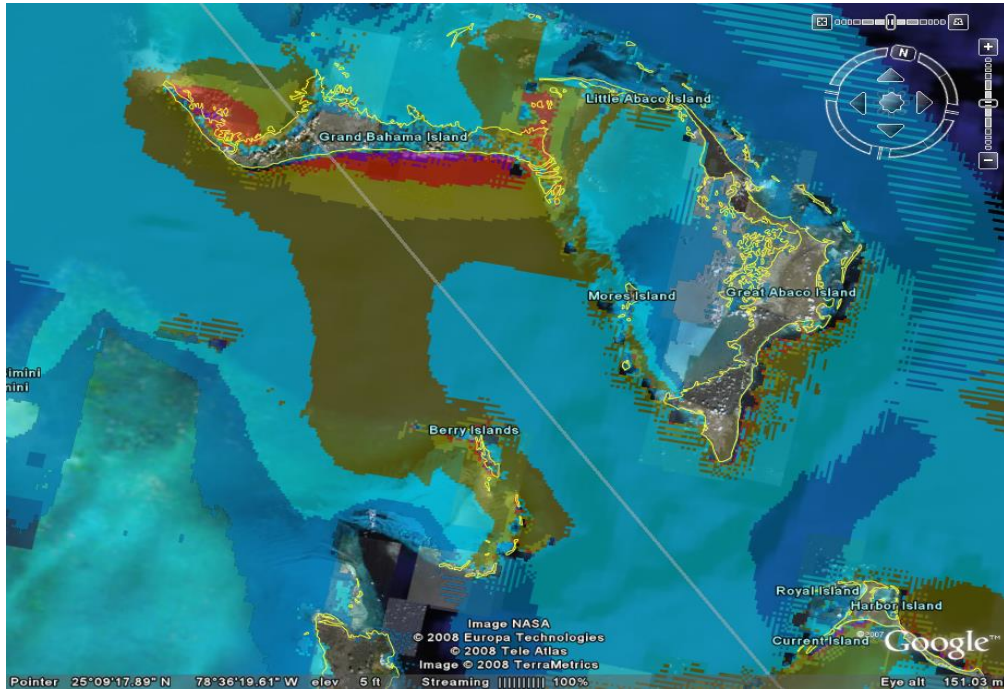 N
Little Abaco Island
Grand Bahama Island
Mores Island
Great Abaco Island
Berry Islands
Royal Island
Harbor Island
Current Island
Image NASA
© 2008 Europa Technologies
© 2008 Tele Atlas
Image © 2008 TerraMetrics
©2007 Google™
Pointer 25°09'17.89" N 78°36'19.61" W elev 5 ft Streaming |||||||||| 100% Eye alt 151.03 m